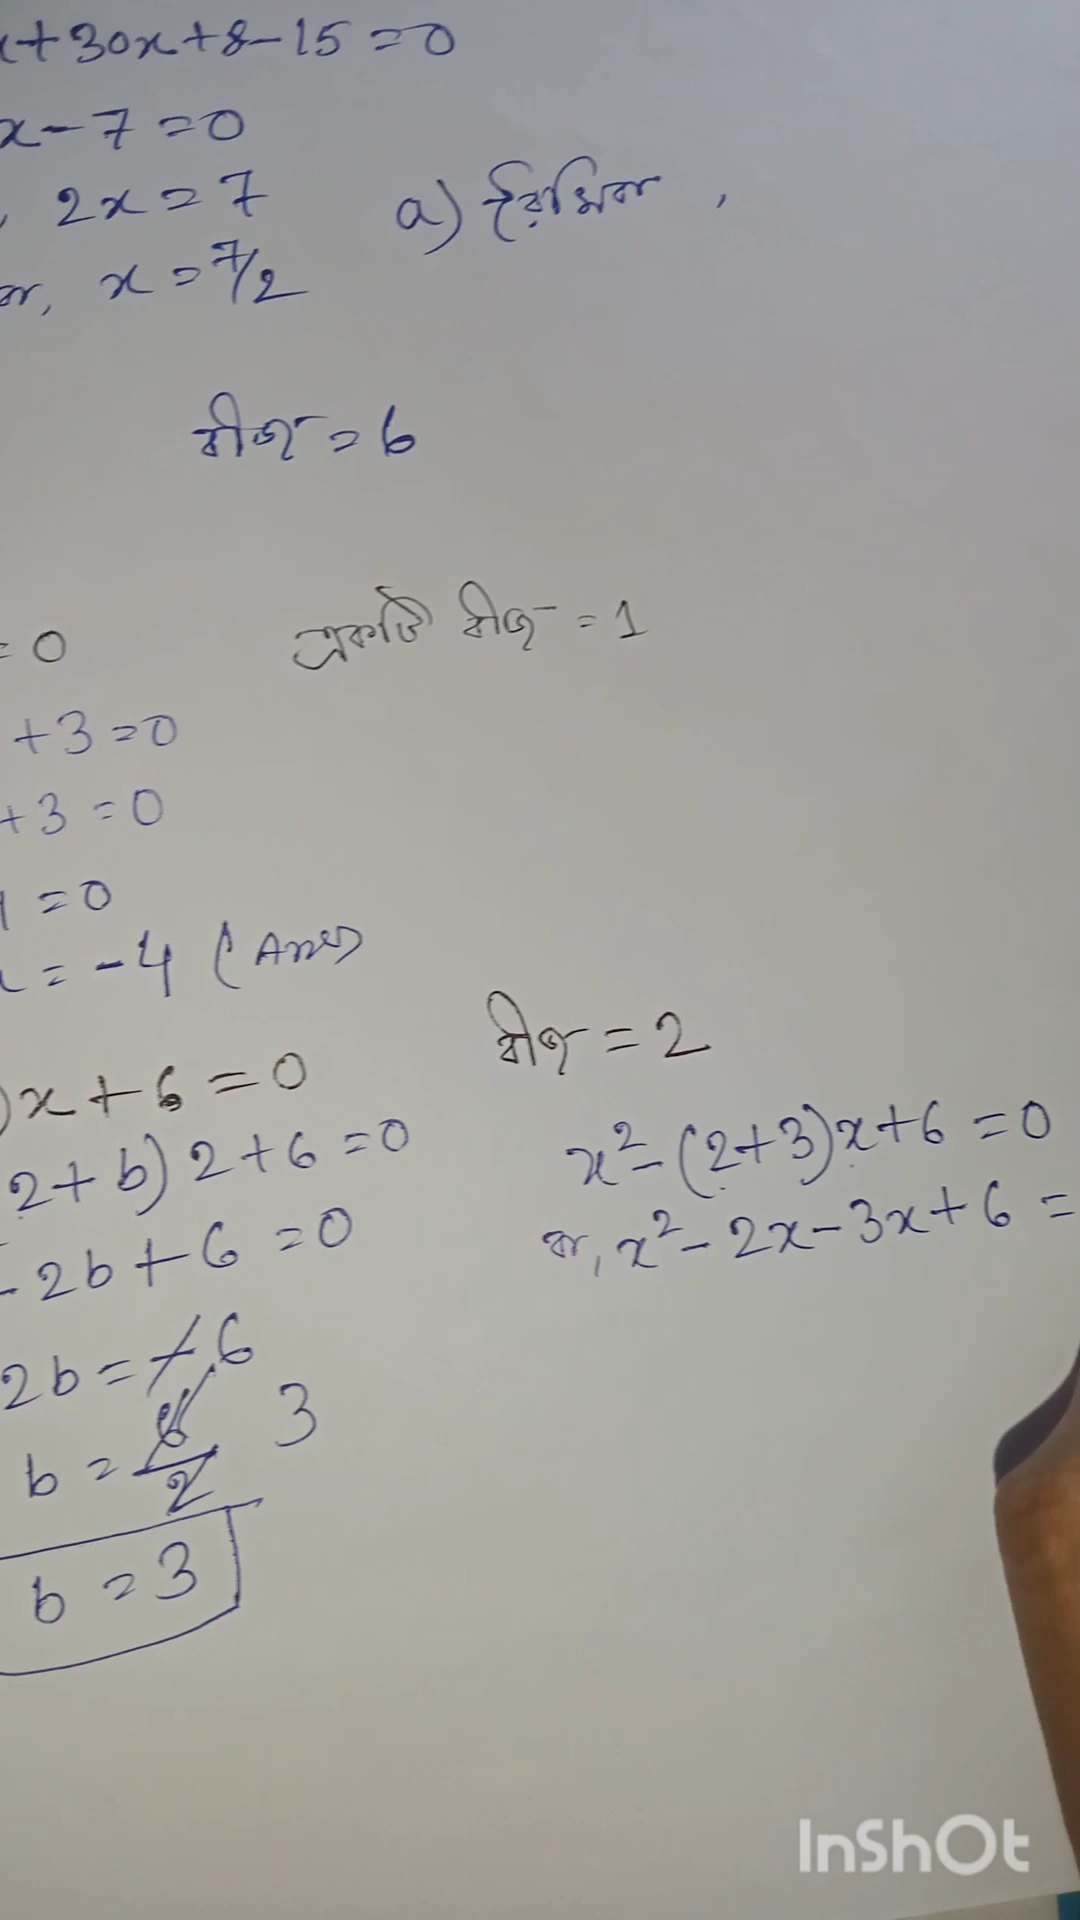 x+30x+8-15=0
x-7=0
2x=7
a) রৈখিক,
বা, x=7/2
বীজ=6
=0
একটি বীজ=1
+3=0
+3=0
=0
=-4 (Ans)
বীজ=2
)x+6=0
2+b)2+6=0
x²-(2+3)x+6=0
-2b+6=0
বা, x²-2x-3x+6=
2b=-6
b=6/2 3
b=3
InShOt